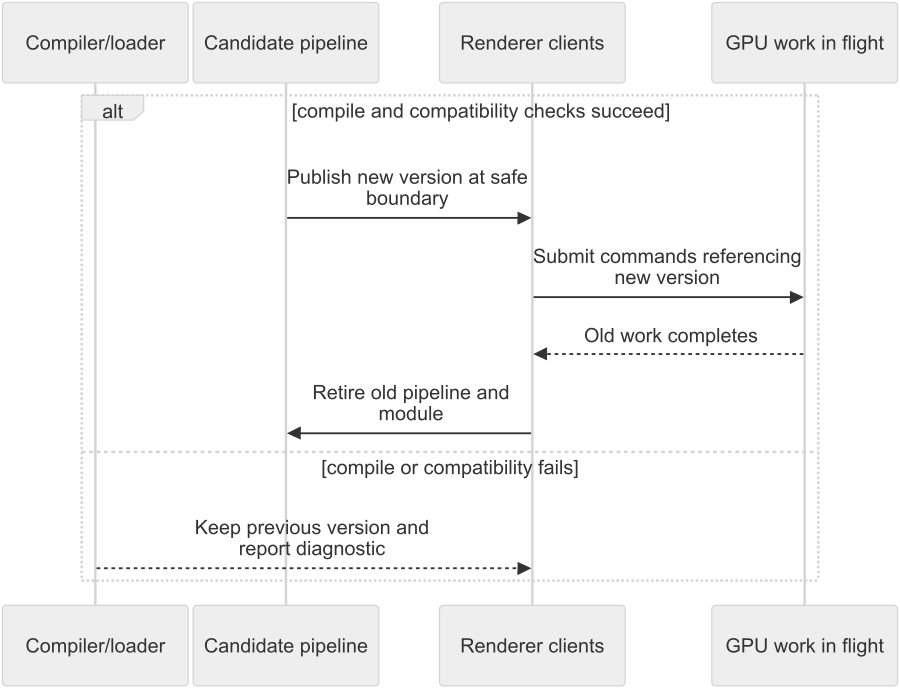 Compiler/loader
Candidate pipeline
Renderer clients
GPU work in flight
alt
[compile and compatibility checks succeed]
Publish new version at safe
boundary
Submit commands referencing
new version
Old work completes
Retire old pipeline and
module
[compile or compatibility fails]
Keep previous version and
report diagnostic
Compiler/loader
Candidate pipeline
Renderer clients
GPU work in flight